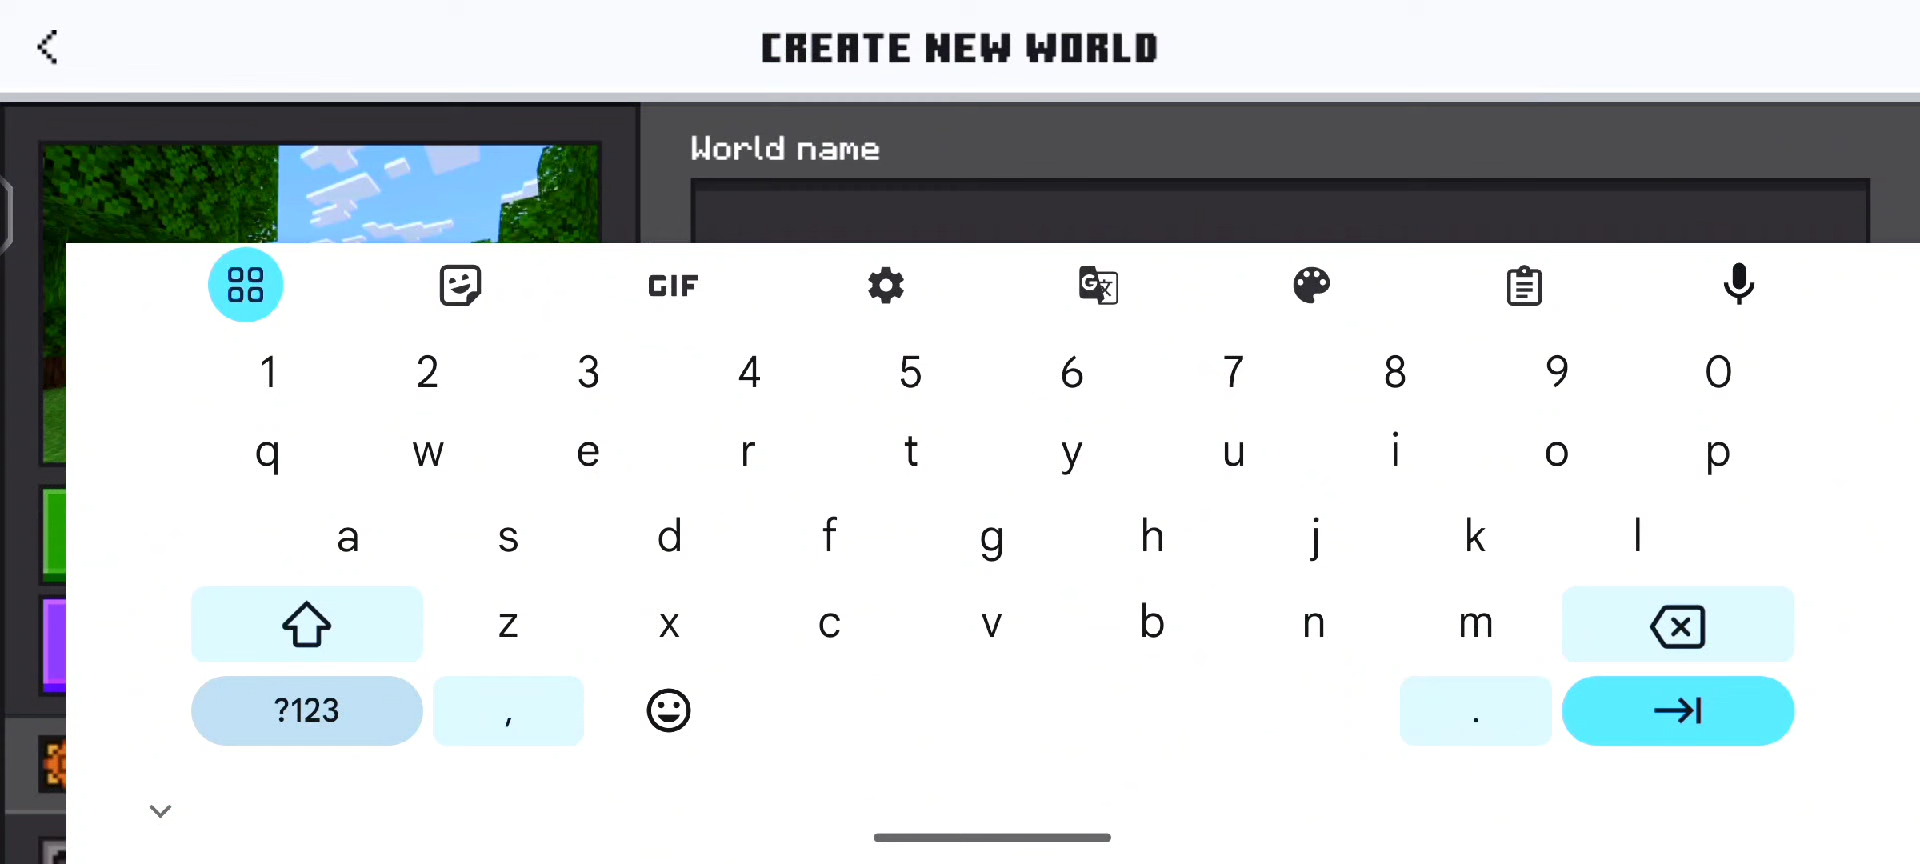 CREATE NEW WORLD
World name
GIF
1 2 3 4 5 6 7 8 9 0
q w e r t y u i o p
a s d f g h j k l
z x c v b n m
?123 , .